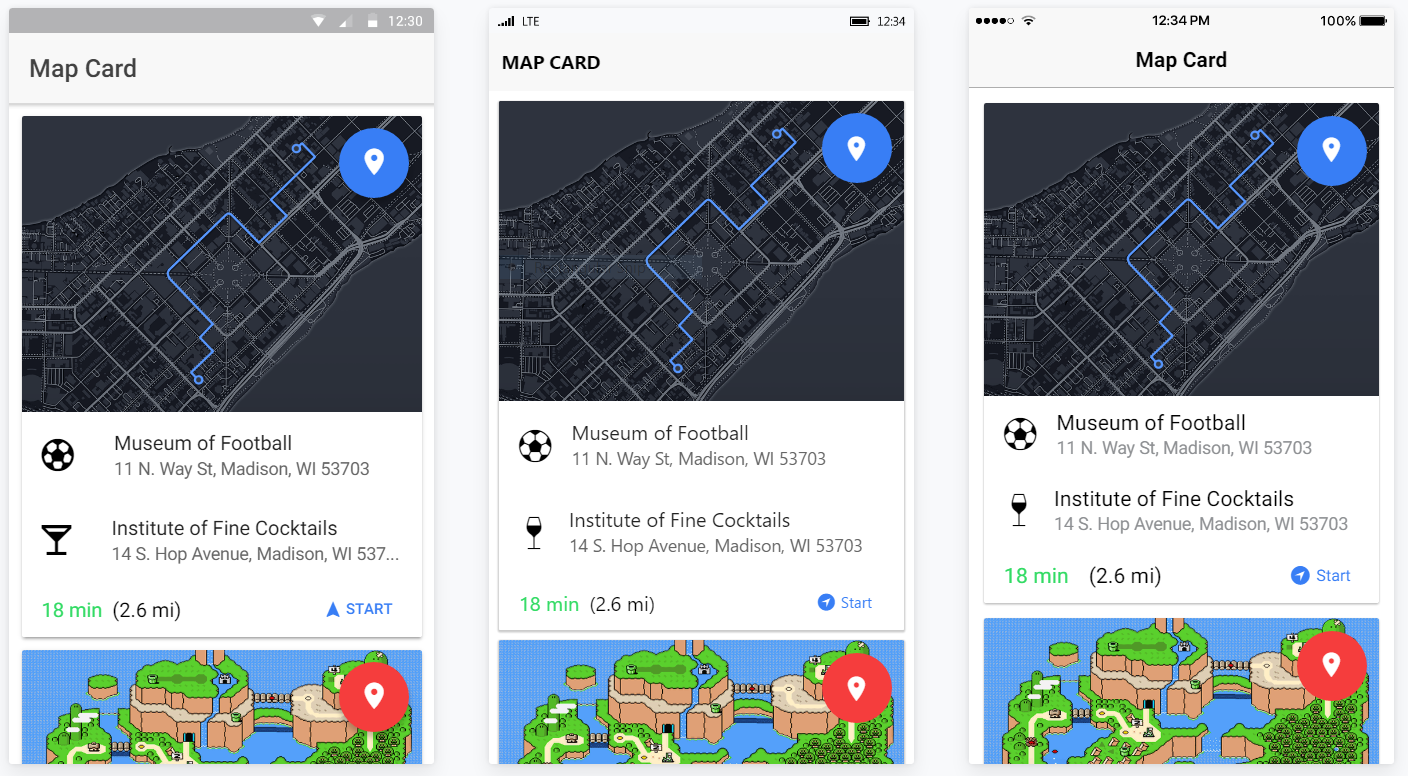 12:30
Map Card
Museum of Football
11 N. Way St, Madison, WI 53703
Institute of Fine Cocktails
14 S. Hop Avenue, Madison, WI 537...
18 min (2.6 mi)
START
LTE
12:34
MAP CARD
Museum of Football
11 N. Way St, Madison, WI 53703
Institute of Fine Cocktails
14 S. Hop Avenue, Madison, WI 53703
18 min (2.6 mi)
Start
12:34 PM
100%
Map Card
Museum of Football
11 N. Way St, Madison, WI 53703
Institute of Fine Cocktails
14 S. Hop Avenue, Madison, WI 53703
18 min (2.6 mi)
Start